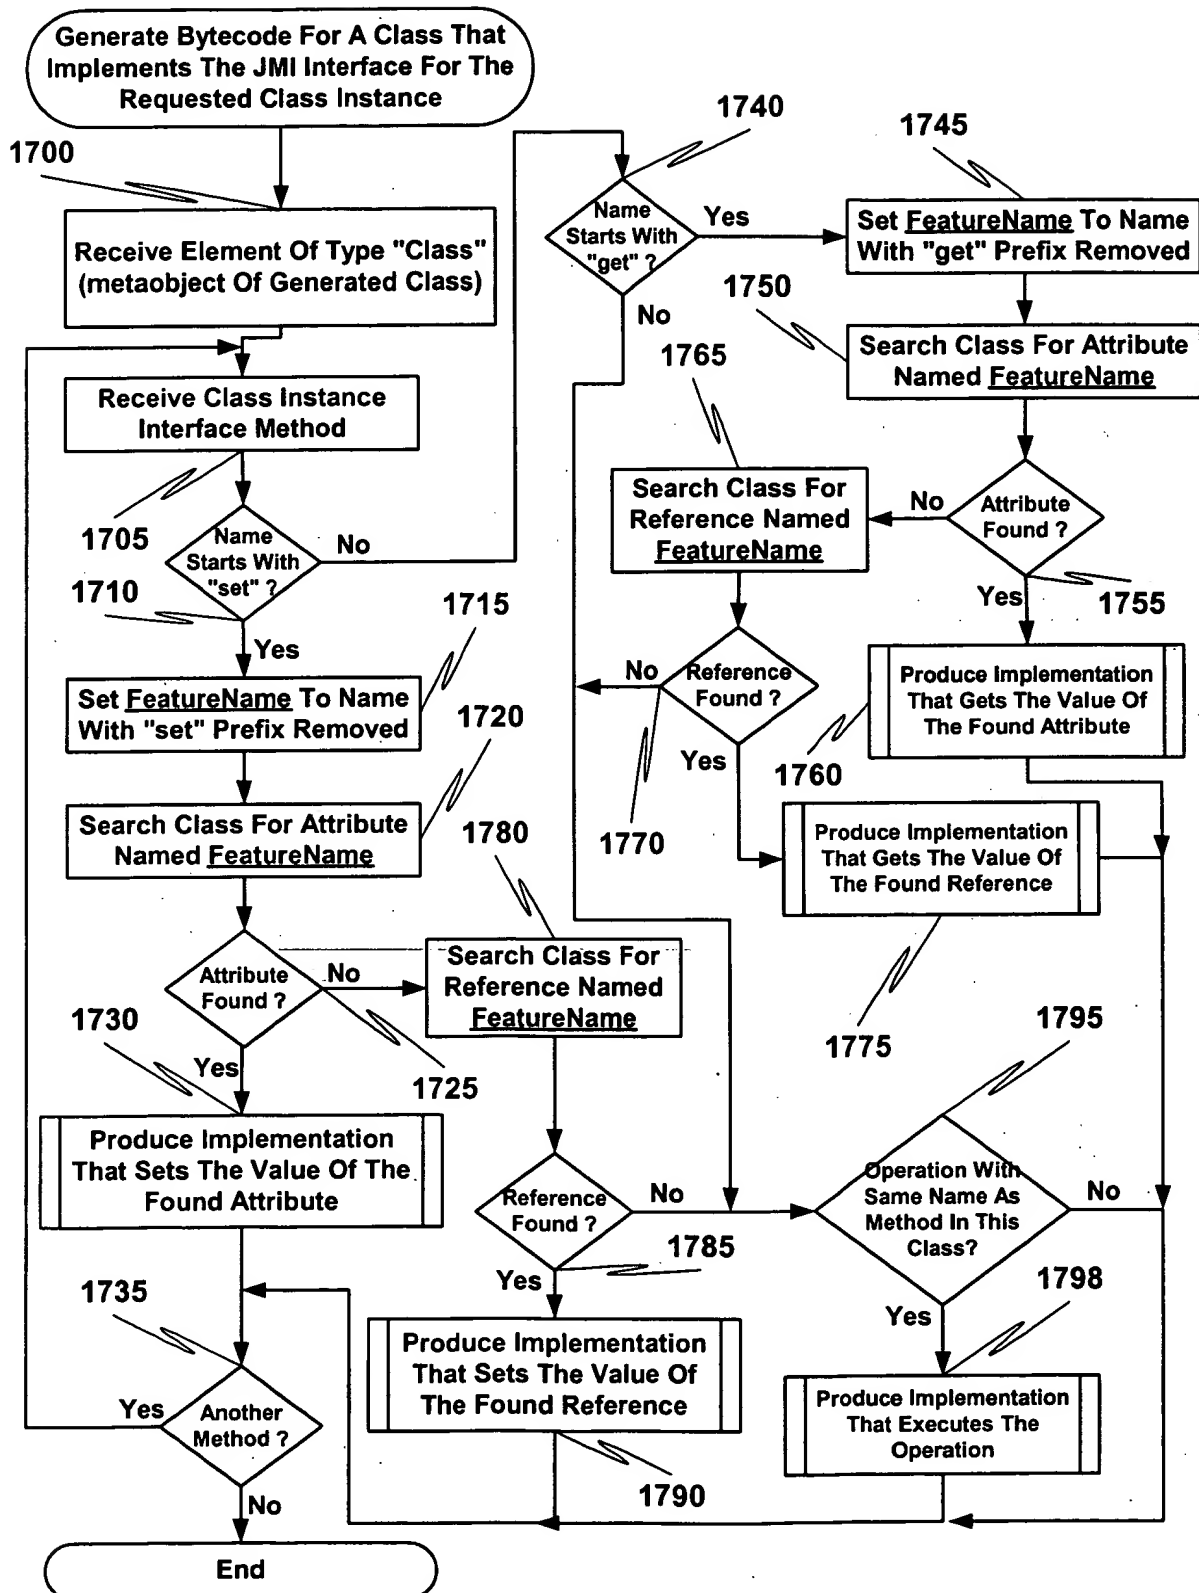 Generate Bytecode For A Class That
Implements The JMI Interface For The
Requested Class Instance
1700
Receive Element Of Type "Class"
(metaobject Of Generated Class)
Receive Class Instance
Interface Method
1705
Name
Starts With
"set" ?
No
1710
Yes
1715
Set FeatureName To Name
With "set" Prefix Removed
1720
Search Class For Attribute
Named FeatureName
Attribute
Found ?
No
1725
1730
Yes
Produce Implementation
That Sets The Value Of The
Found Attribute
1735
Another
Method ?
Yes
No
End
1740
Name
Starts With
"get" ?
Yes
No
1745
Set FeatureName To Name
With "get" Prefix Removed
1750
Search Class For Attribute
Named FeatureName
Attribute
Found ?
No
Yes
1755
Produce Implementation
That Gets The Value Of
The Found Attribute
1760
1765
Search Class For
Reference Named
FeatureName
Reference
Found ?
No
Yes
1770
Produce Implementation
That Gets The Value Of
The Found Reference
1775
1780
Search Class For
Reference Named
FeatureName
Reference
Found ?
No
1785
Yes
Produce Implementation
That Sets The Value Of
The Found Reference
1790
1795
Operation With
Same Name As
Method In This
Class?
No
Yes
1798
Produce Implementation
That Executes The
Operation